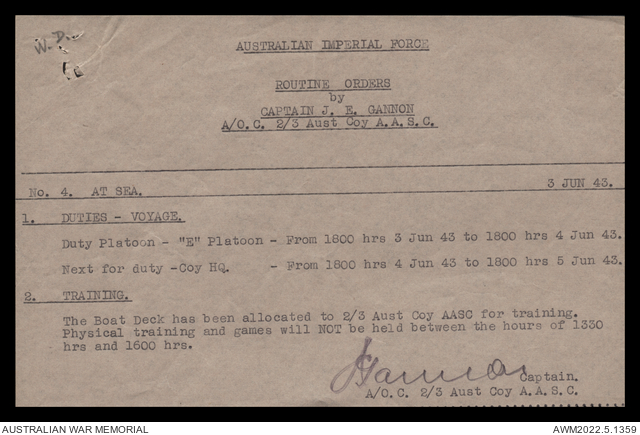 W.D.
AUSTRALIAN IMPERIAL FORCE
ROUTINE ORDERS
by
CAPTAIN J. E. GANNON
A/O.C. 2/3 Aust Coy A.A.S.C.
No. 4. AT SEA. 3 JUN 43.
1. DUTIES - VOYAGE.
Duty Platoon - "E" Platoon - From 1800 hrs 3 Jun 43 to 1800 hrs 4 Jun 43.
Next for duty -Coy HQ. - From 1800 hrs 4 Jun 43 to 1800 hrs 5 Jun 43.
2. TRAINING.
The Boat Deck has been allocated to 2/3 Aust Coy AASC for training.
Physical training and games will NOT be held between the hours of 1330
hrs and 1600 hrs.
JGannon Captain.
A/O.C. 2/3 Aust Coy A.A.S.C.
AUSTRALIAN WAR MEMORIAL AWM2022.5.1359